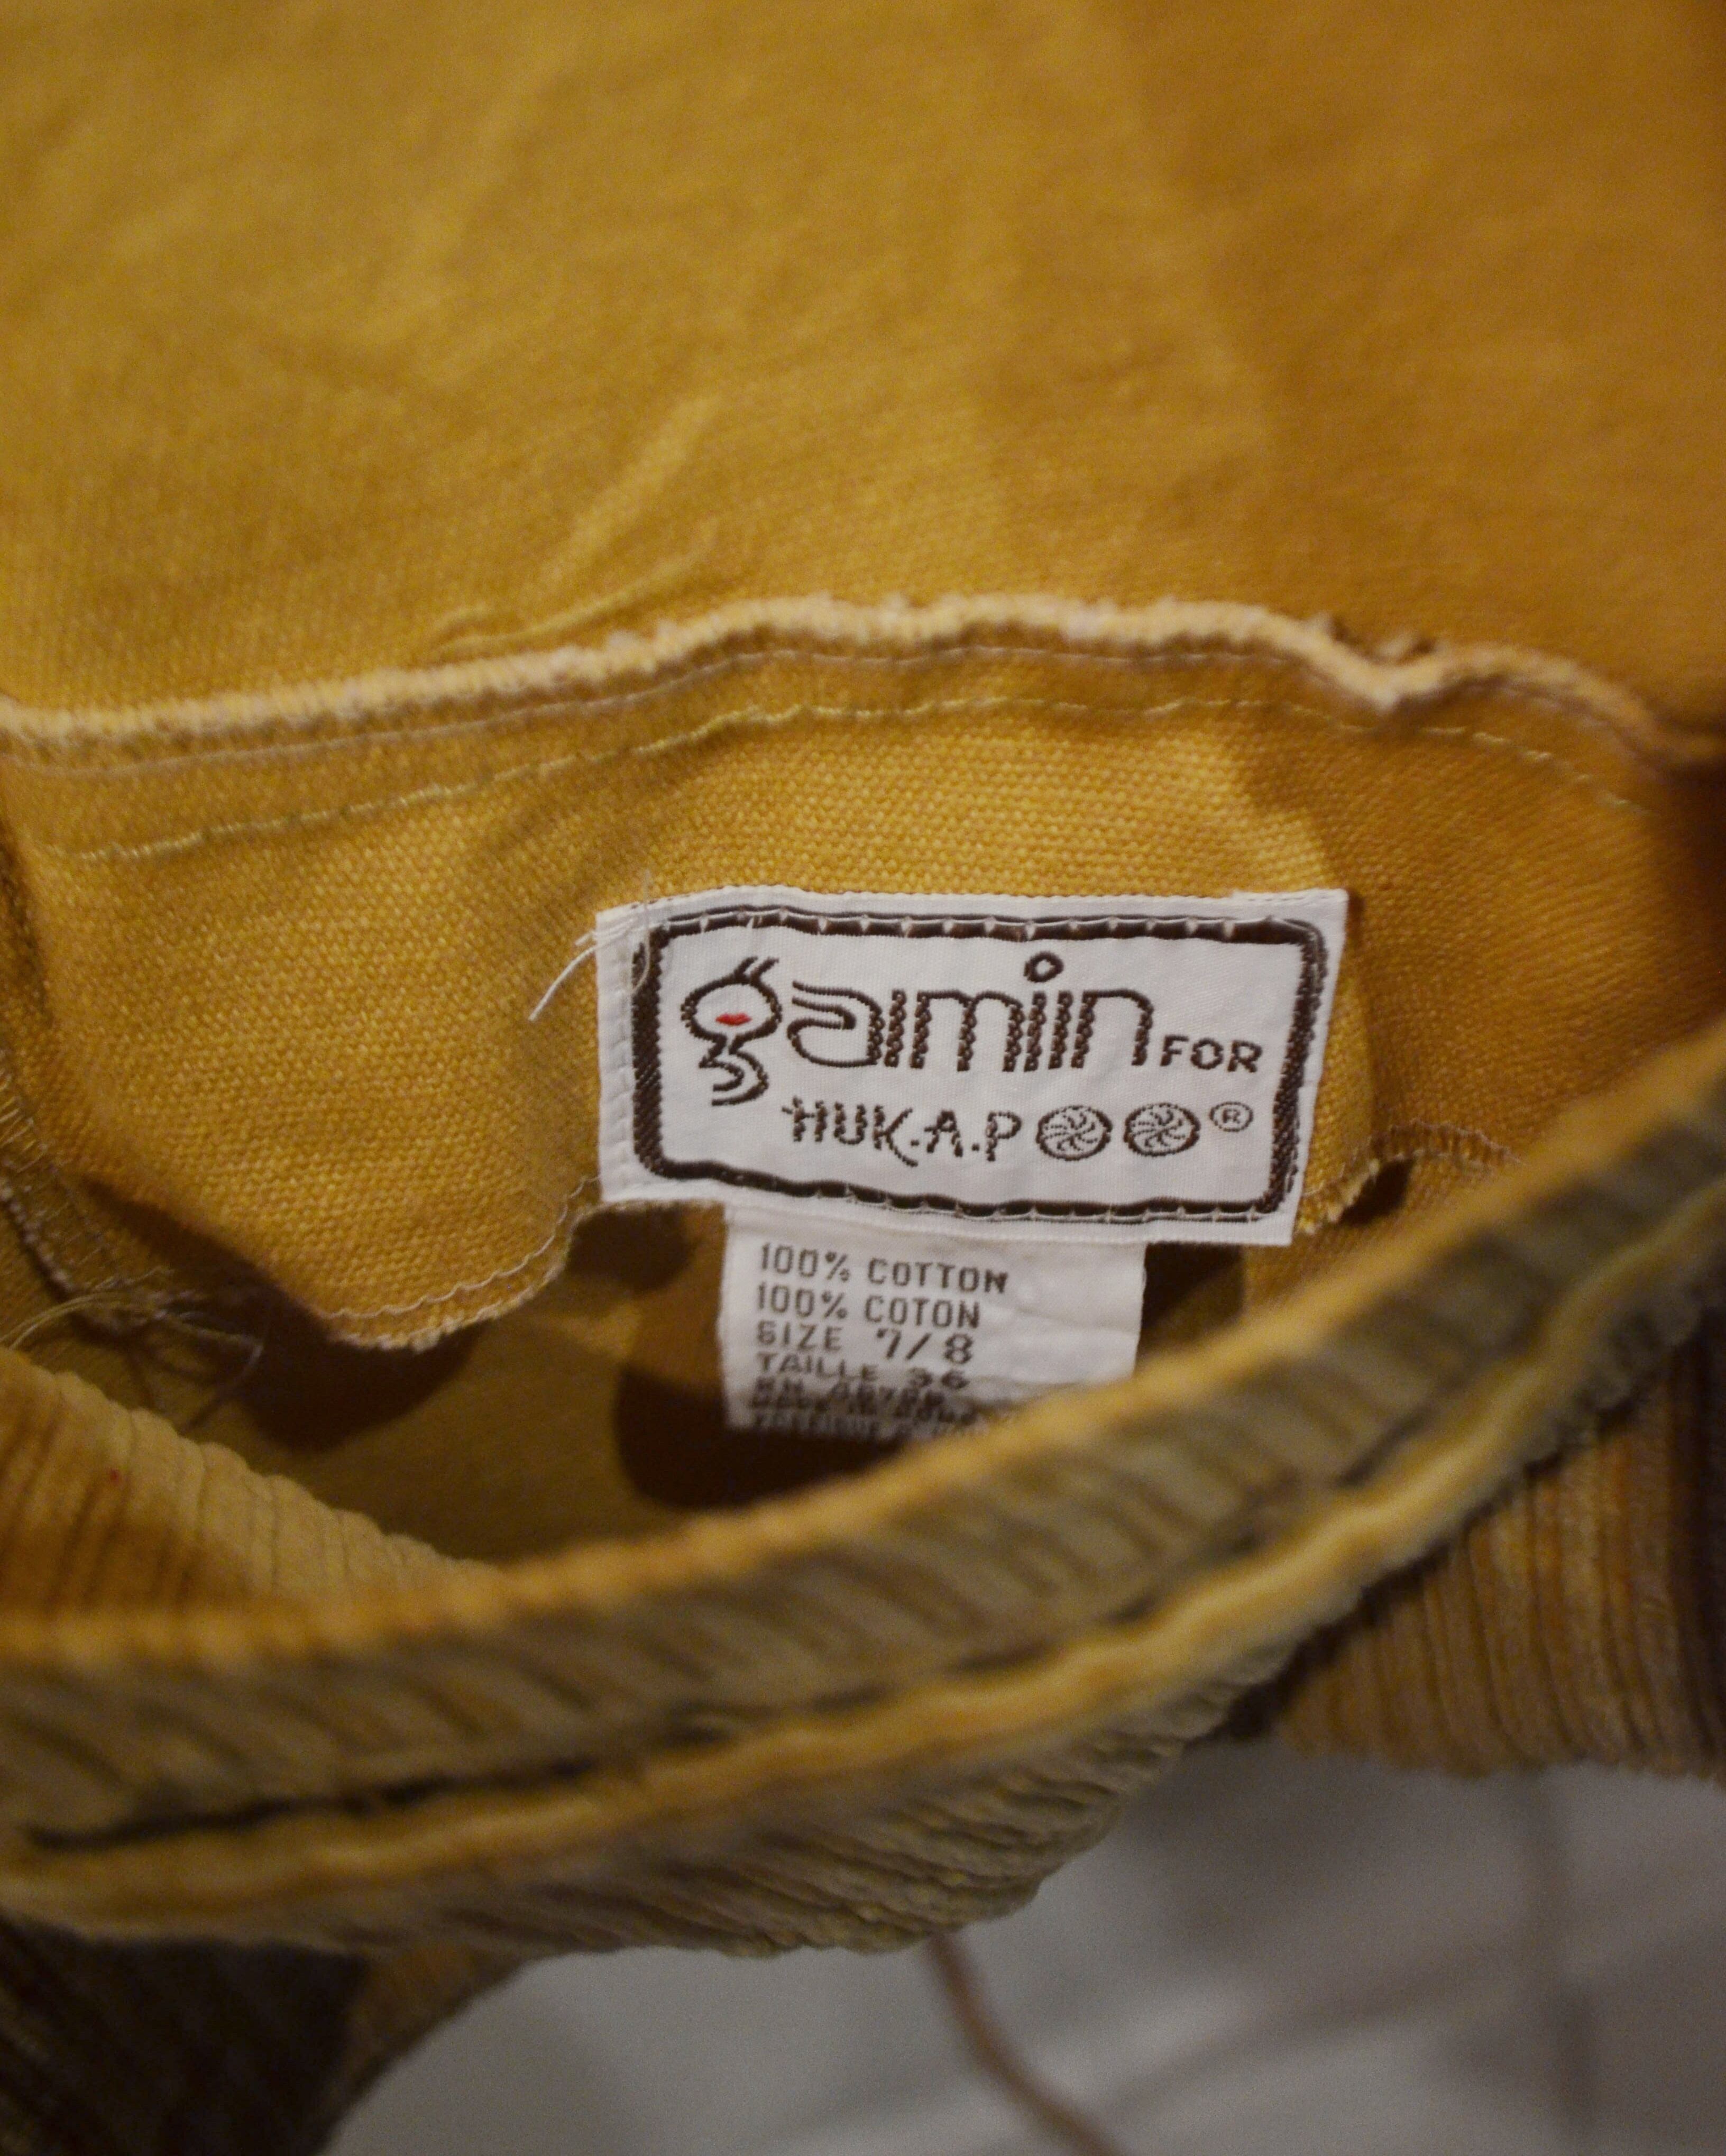 gamin FOR
HUK-A-POO®
100% COTTON
100% COTON
SIZE 7/8
TAILLE 36